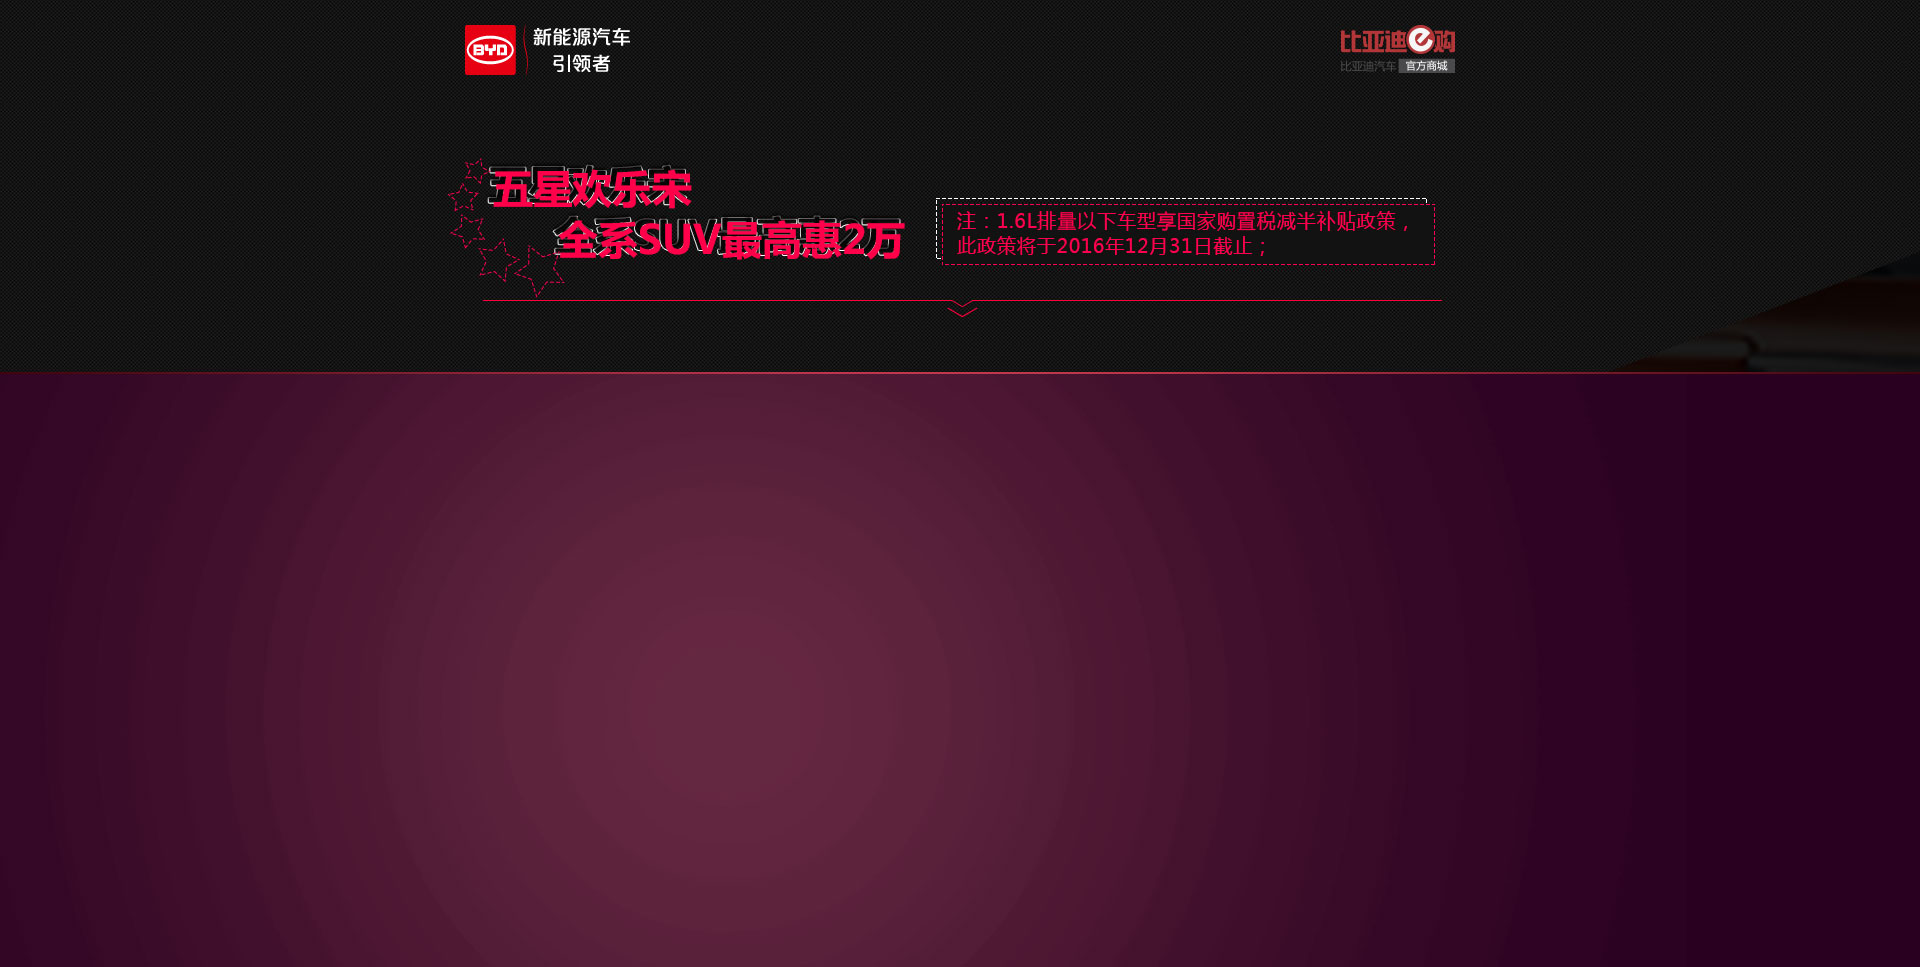 BYD
新能源汽车
引领者
比亚迪e购
比亚迪汽车 官方商城
五星欢乐宋
全系SUV最高惠2万
注：1.6L排量以下车型享国家购置税减半补贴政策，
此政策将于2016年12月31日截止；